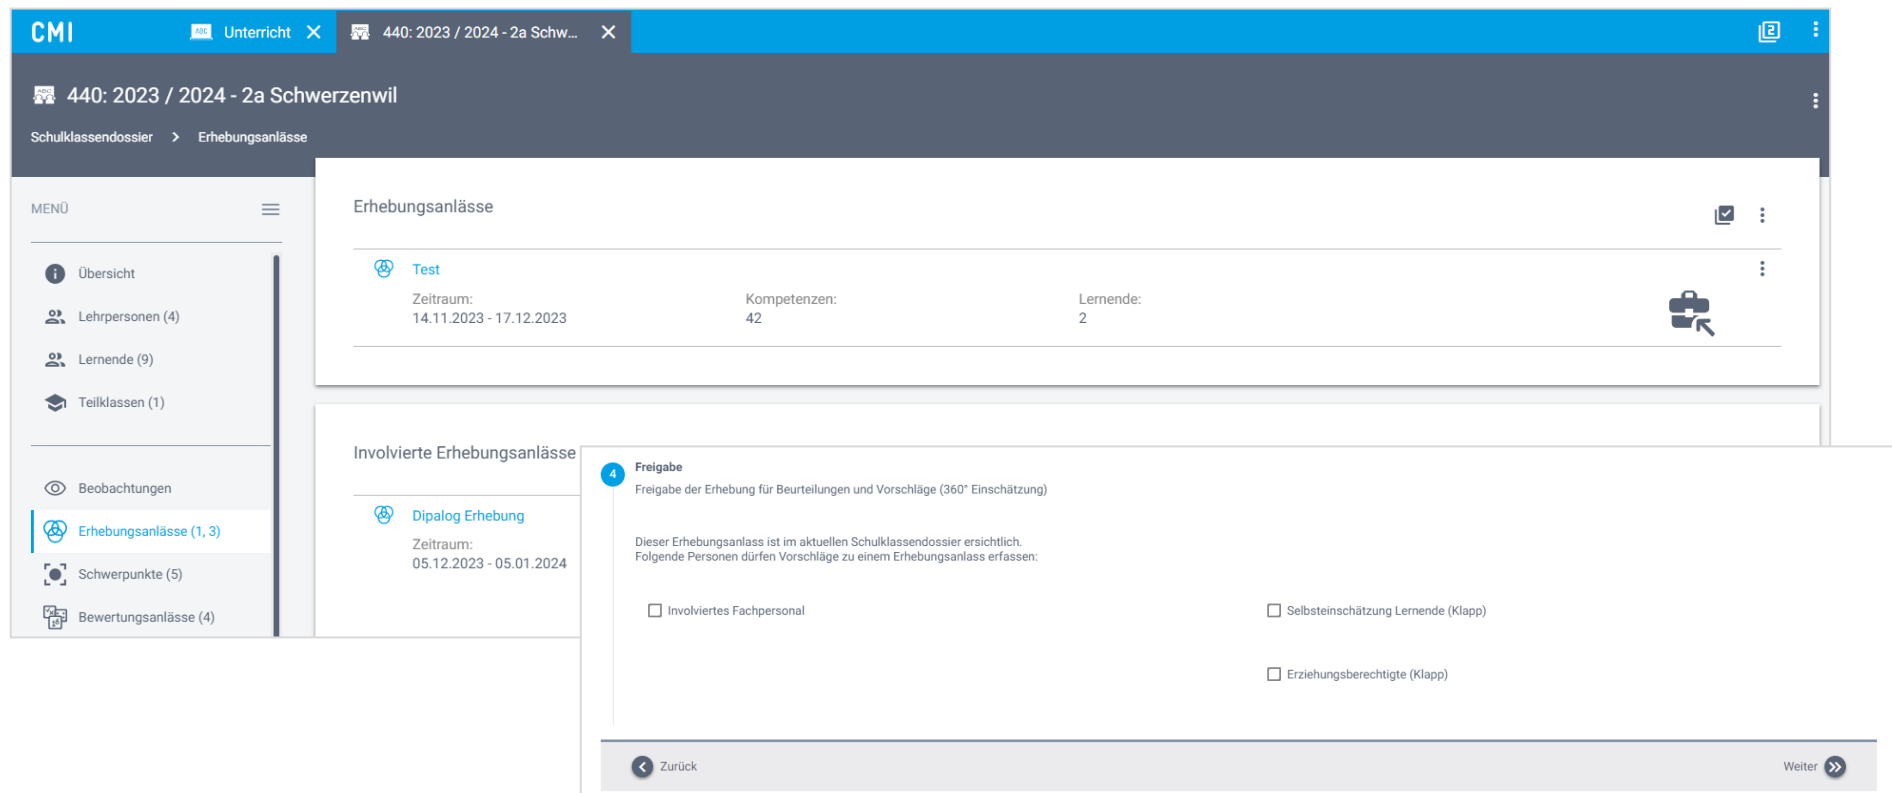 CMI
Unterricht
440: 2023 / 2024 - 2a Schw...
440: 2023 / 2024 - 2a Schwerzenwil
Schulklassendossier > Erhebungsanlässe
MENÜ
Übersicht
Lehrpersonen (4)
Lernende (9)
Teilklassen (1)
Beobachtungen
Erhebungsanlässe (1, 3)
Schwerpunkte (5)
Bewertungsanlässe (4)
Erhebungsanlässe
Test
Zeitraum: Kompetenzen: Lernende:
14.11.2023 - 17.12.2023 42 2
Involvierte Erhebungsanlässe
Dipalog Erhebung
Zeitraum:
05.12.2023 - 05.01.2024
4 Freigabe
Freigabe der Erhebung für Beurteilungen und Vorschläge (360° Einschätzung)
Dieser Erhebungsanlass ist im aktuellen Schulklassendossier ersichtlich.
Folgende Personen dürfen Vorschläge zu einem Erhebungsanlass erfassen:
Involviertes Fachpersonal Selbsteinschätzung Lernende (Klapp)
Erziehungsberechtigte (Klapp)
Zurück Weiter